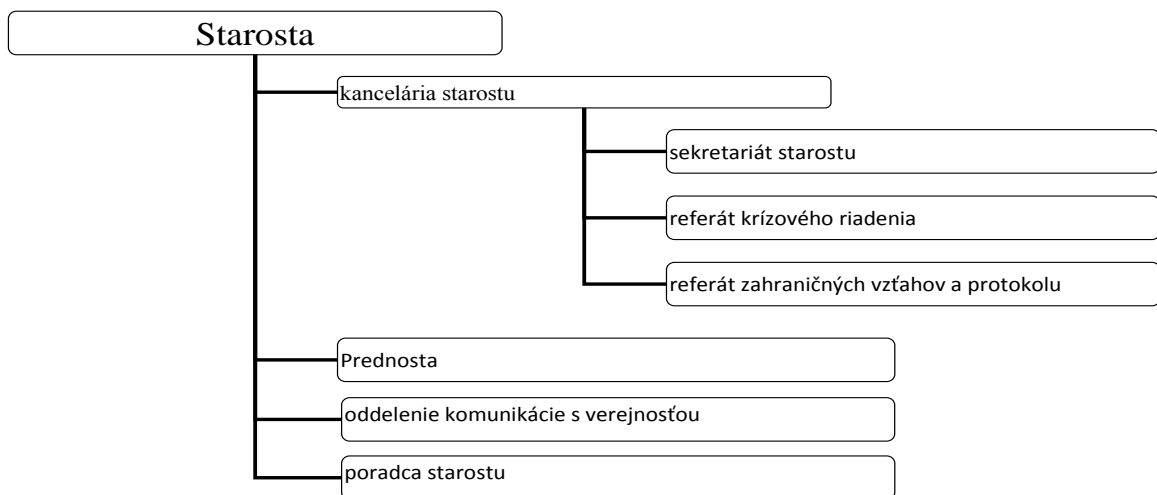 Starosta
kancelária starostu
sekretariát starostu
referát krízového riadenia
referát zahraničných vzťahov a protokolu
Prednosta
oddelenie komunikácie s verejnosťou
poradca starostu